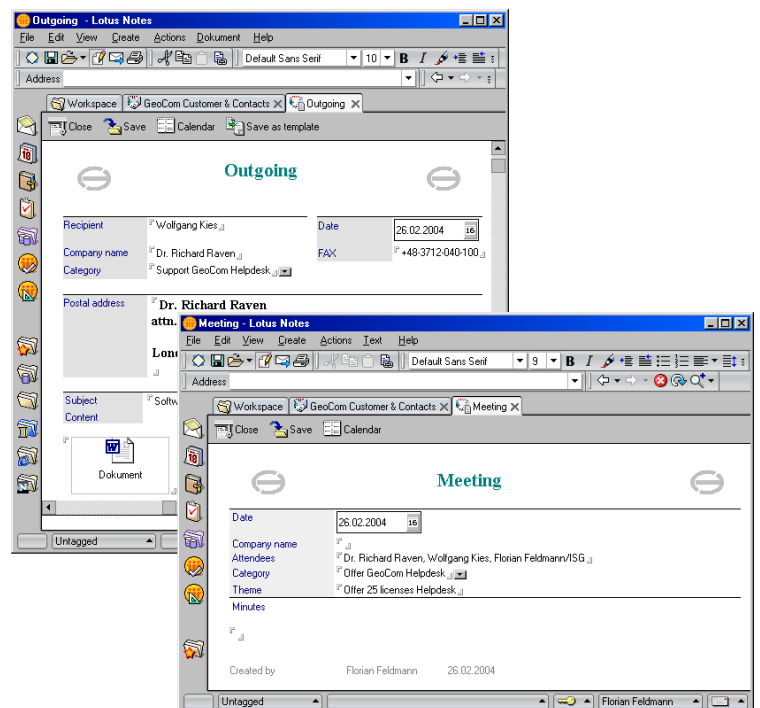 Outgoing - Lotus Notes
File Edit View Create Actions Dokument Help
Default Sans Serif 10 B I
Address
Workspace GeoCom Customer & Contacts Outgoing
Close Save Calendar Save as template
Outgoing
Recipient Wolfgang Kies Date 26.02.2004 16
Company name Dr. Richard Raven FAX +48-3712-040-100
Category Support GeoCom Helpdesk
Postal address Dr. Richard Raven
attn.
Lon
Subject Softw
Content
Dokument
Untagged
Meeting - Lotus Notes
File Edit View Create Actions Text Help
Default Sans Serif 9 B I
Address
Workspace GeoCom Customer & Contacts Meeting
Close Save Calendar
Meeting
Date 26.02.2004 16
Company name
Attendees Dr. Richard Raven, Wolfgang Kies, Florian Feldmann/ISG
Category Offer GeoCom Helpdesk
Theme Offer 25 licenses Helpdesk
Minutes
Created by Florian Feldmann 26.02.2004
Untagged Florian Feldmann